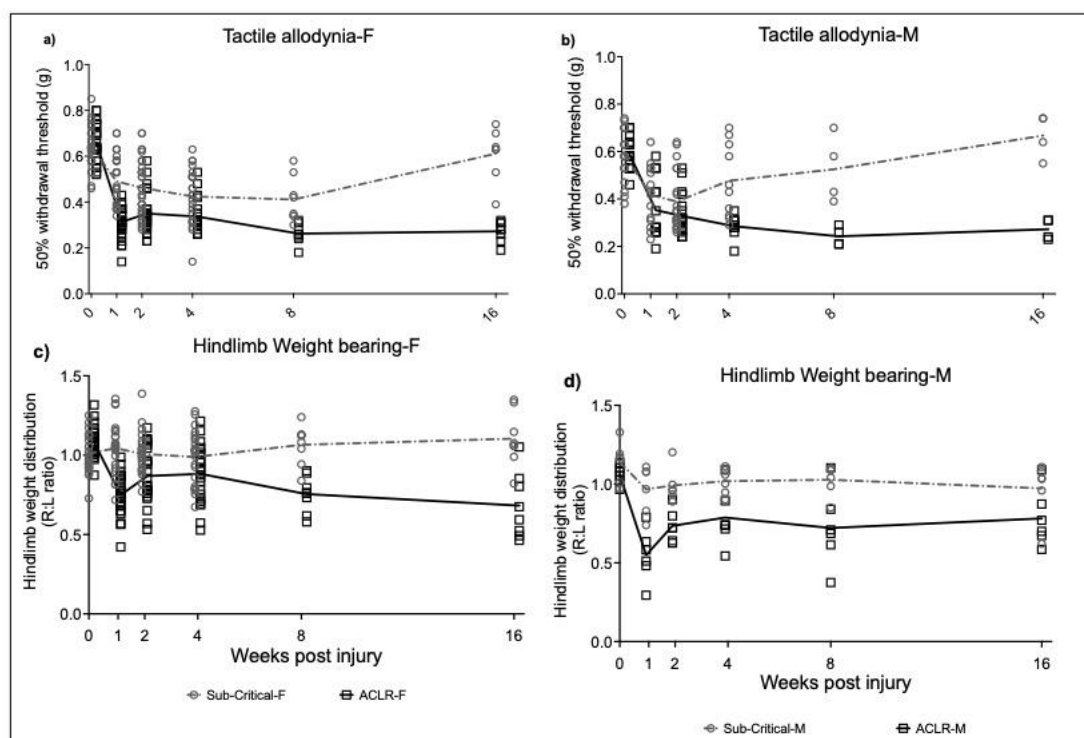 a)
Tactile allodynia-F
50% withdrawal threshold (g)
1.0
0.8
0.6
0.4
0.2
0.0
0
1
2
4
8
16
b)
Tactile allodynia-M
50% withdrawal threshold (g)
1.0
0.8
0.6
0.4
0.2
0.0
0
1
2
4
8
16
c)
Hindlimb Weight bearing-F
Hindlimb weight distribution
(R:L ratio)
1.5
1.0
0.5
0.0
0 1 2 4 8 16
Weeks post injury
Sub-Critical-F ACLR-F
d)
Hindlimb Weight bearing-M
Hindlimb weight distribution
(R:L ratio)
1.5
1.0
0.5
0.0
0 1 2 4 8 16
Weeks post injury
Sub-Critical-M ACLR-M